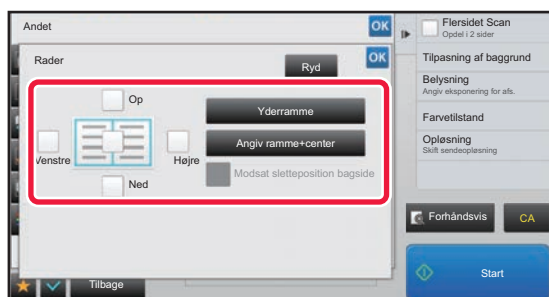 Andet
OK
Rader
Ryd
OK
Op
Venstre
Højre
Ned
Yderramme
Angiv ramme+center
Modsat sletteposition bagside
Tilbage
Flersidet Scan
Opdel i 2 sider
Tilpasning af baggrund
Belysning
Angiv eksponering for afs.
Farvetilstand
Opløsning
Skift sendeopløsning
Forhåndsvis
CA
Start